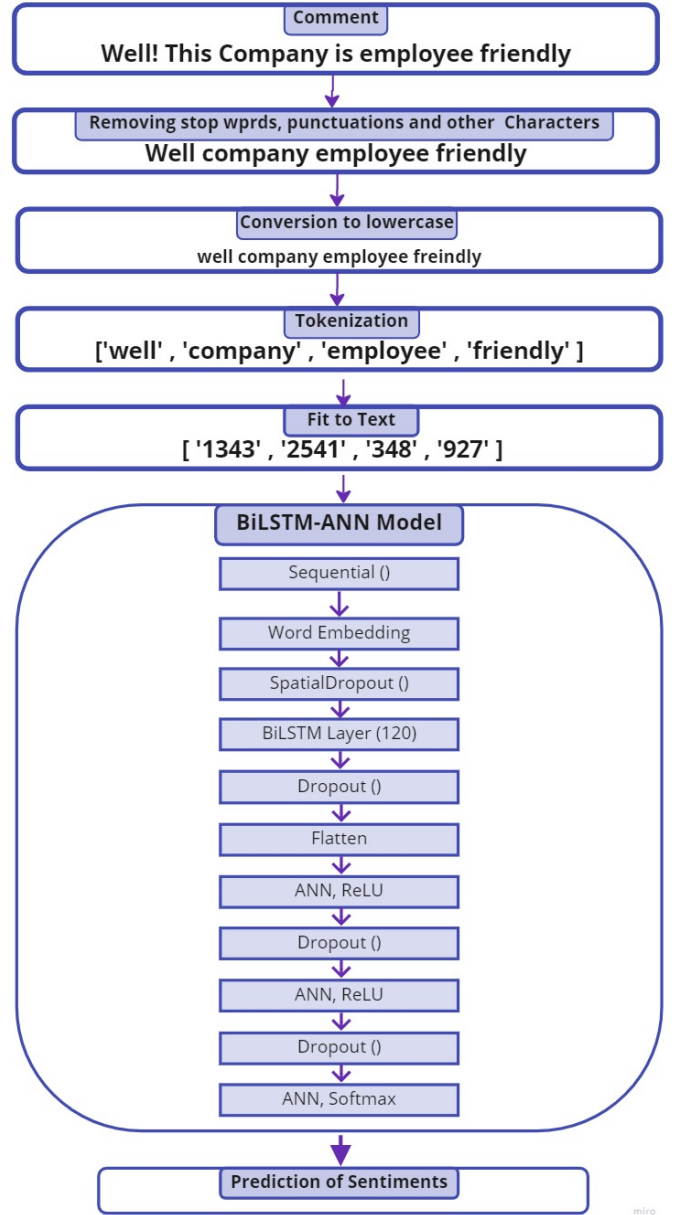 Comment
Well! This Company is employee friendly
Removing stop wprds, punctuations and other Characters
Well company employee friendly
Conversion to lowercase
well company employee freindly
Tokenization
['well' , 'company' , 'employee' , 'friendly' ]
Fit to Text
[ '1343' , '2541' , '348' , '927' ]
BiLSTM-ANN Model
Sequential ()
Word Embedding
SpatialDropout ()
BiLSTM Layer (120)
Dropout ()
Flatten
ANN, ReLU
Dropout ()
ANN, ReLU
Dropout ()
ANN, Softmax
Prediction of Sentiments
miro